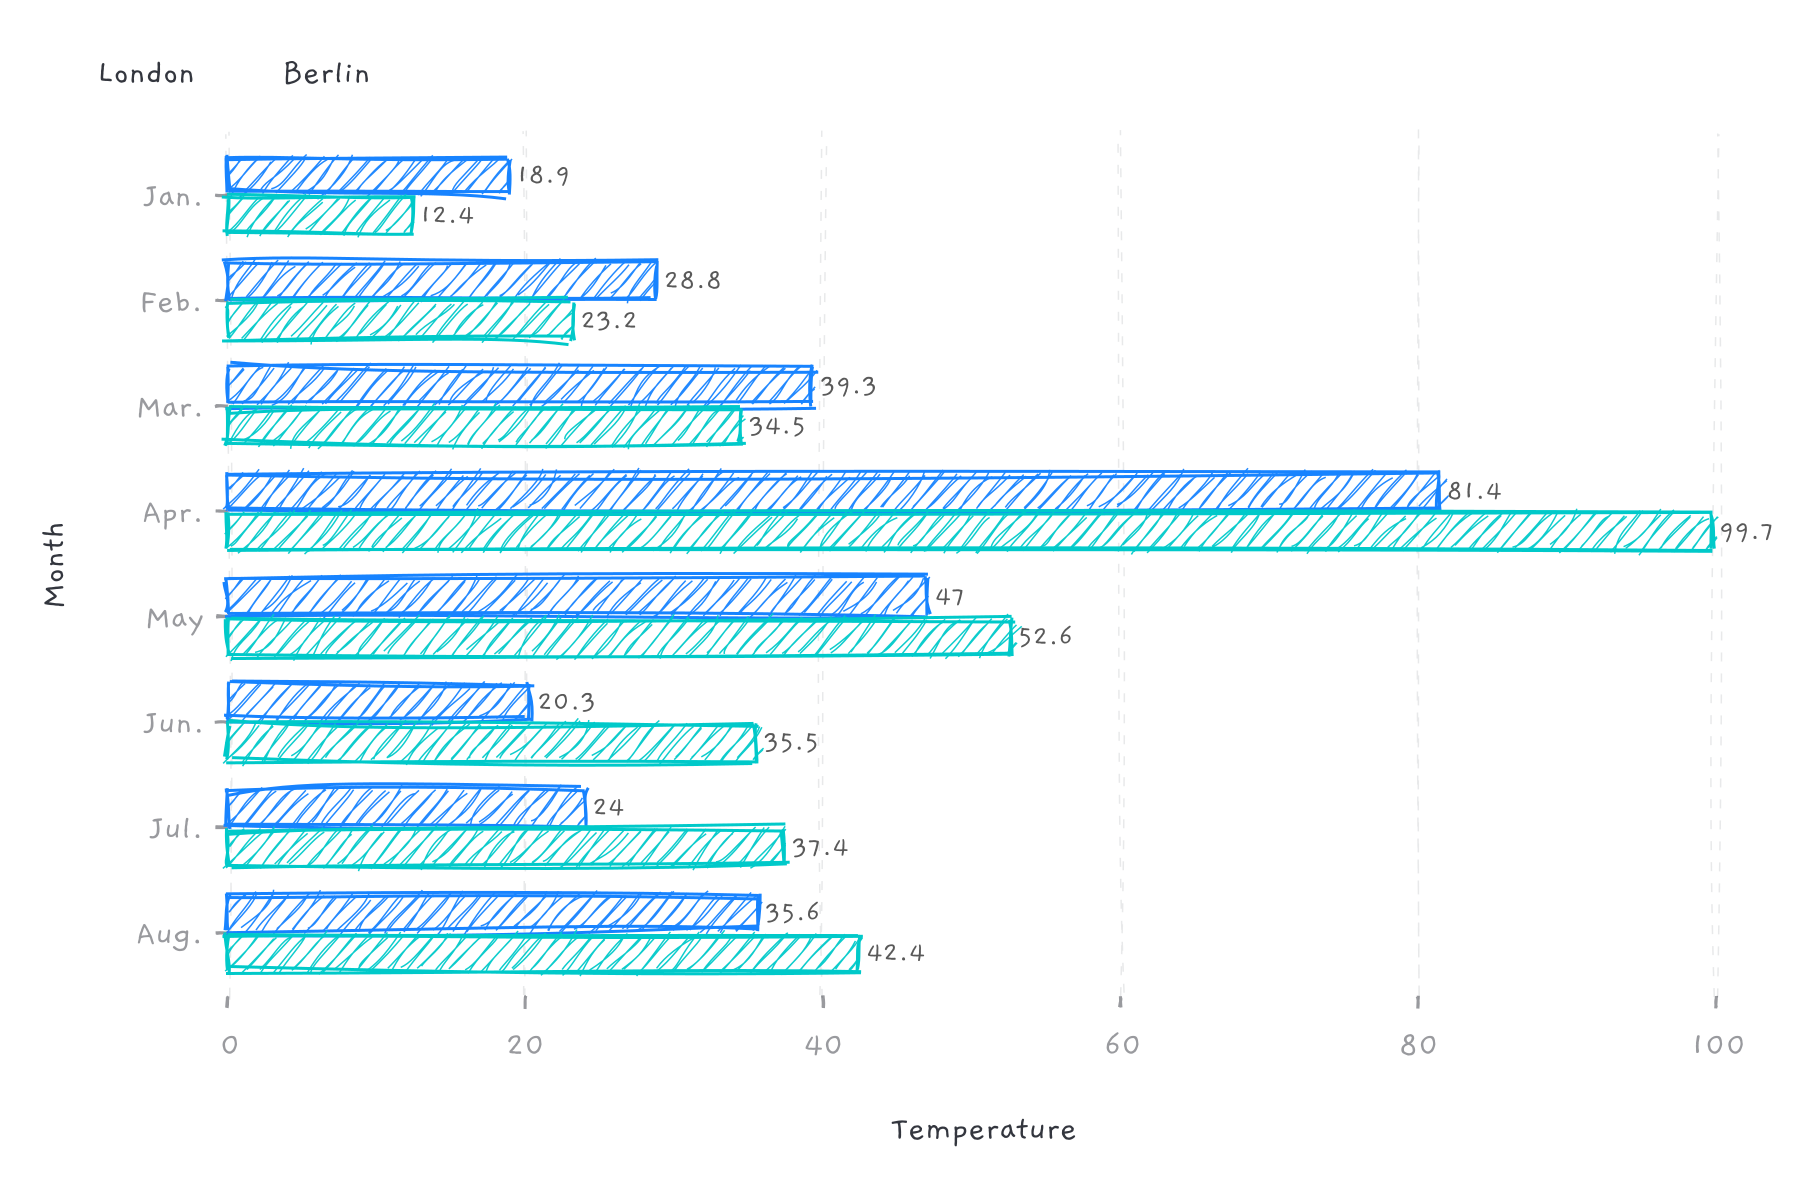 London Berlin
Jan.
18.9
12.4
Feb.
28.8
23.2
Mar.
39.3
34.5
Apr.
81.4
99.7
May
47
52.6
Jun.
20.3
35.5
Jul.
24
37.4
Aug.
35.6
42.4
Month
0 20 40 60 80 100
Temperature